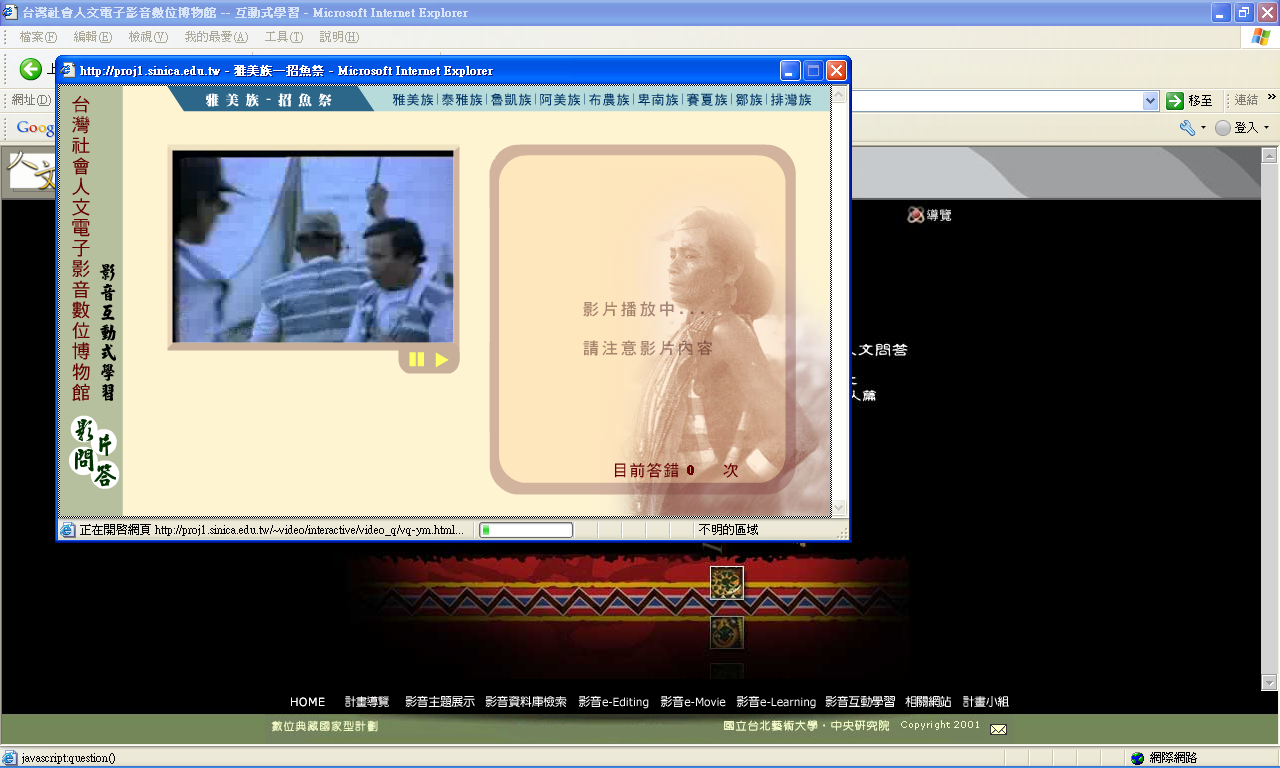 台灣社會人文電子影音數位博物館 -- 互動式學習 - Microsoft Internet Explorer
檔案(F) 編輯(E) 檢視(V) 我的最愛(A) 工具(T) 說明(H)
http://proj1.sinica.edu.tw - 雅美族—招魚祭 - Microsoft Internet Explorer
網址(D)
移至
連結 »
Goog
登入
台灣社會人文電子影音數位博物館
影音互動式學習
影片問答
雅美族-招魚祭
雅美族 | 泰雅族 | 魯凱族 | 阿美族 | 布農族 | 卑南族 | 賽夏族 | 鄒族 | 排灣族
影片播放中...
請注意影片內容
目前答錯 0 次
正在開啓網頁 http://proj1.sinica.edu.tw/~video/interactive/video_q/vq-ym.html...
不明的區域
人文
導覽
人文問答
上
人篇
HOME 計畫導覽 影音主題展示 影音資料庫檢索 影音e-Editing 影音e-Movie 影音e-Learning 影音互動學習 相關網站 計畫小組
數位典藏國家型計劃
國立台北藝術大學・中央研究院 Copyright 2001
javascript:question()
網際網路